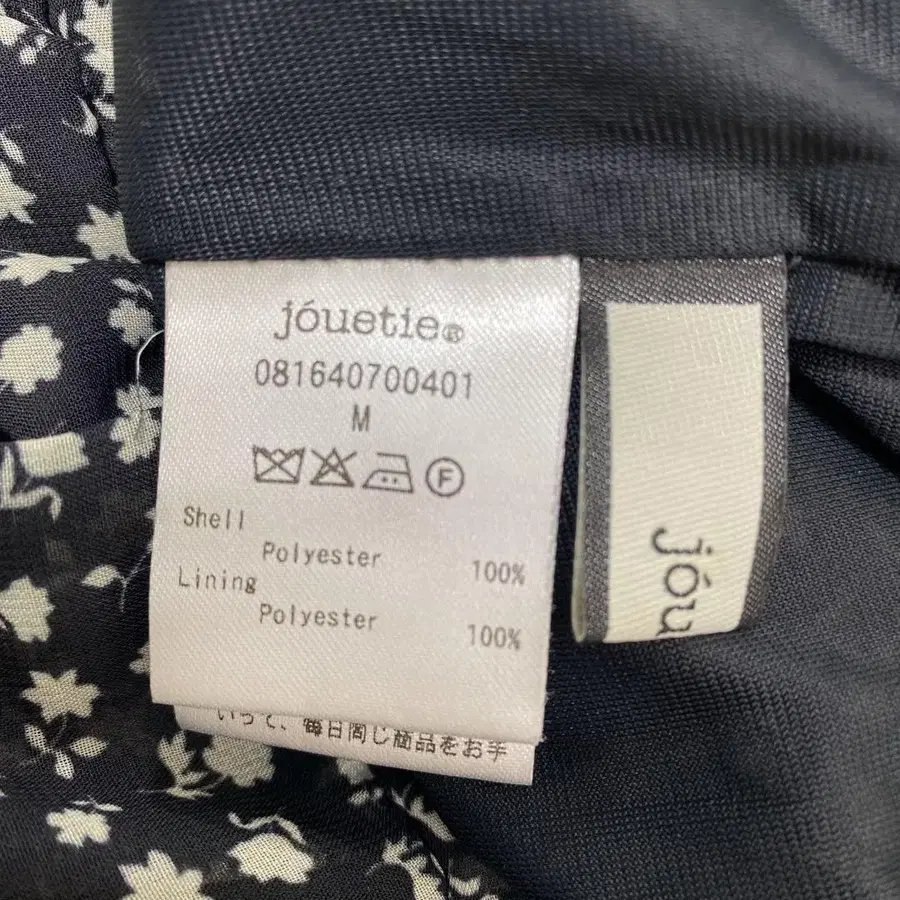 jóuetie®
081640700401
M
F
Shell
Polyester 100%
Lining
Polyester 100%
いって、毎日同じ商品をお手
jóu